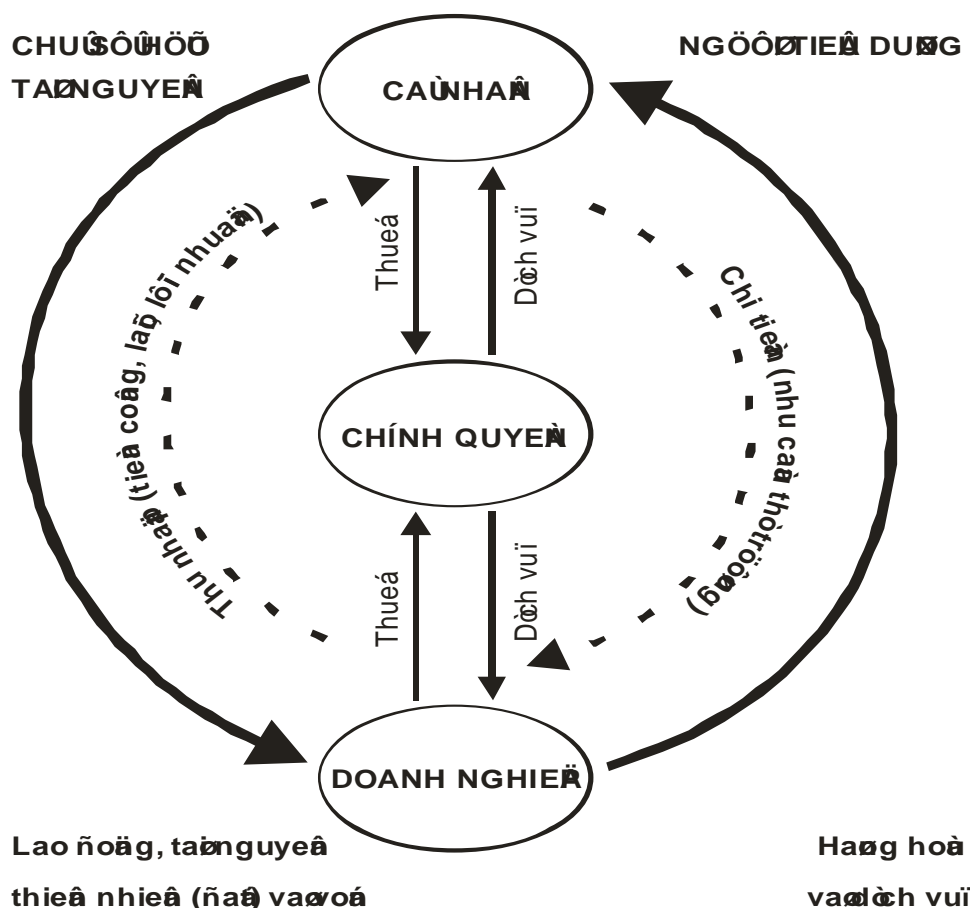 CHUÛ SÔÛ HÖÕU
TAØI NGUYEÂN
NGÖÔØI TIEÂU DUØNG
CAÙ NHAÂN
Thueá
Dòch vuï
Thu nhaäp (tieàn coâng, laõi, lôïi nhuaän)
Chi tieàn (nhu caàu thò tröôøng)
CHÍNH QUYEÀN
Thueá
Dòch vuï
DOANH NGHIEÄP
Lao ñoäng, taøi nguyeân
thieân nhieân (ñaát) vaø voán
Haøng hoaù
vaø dòch vuï